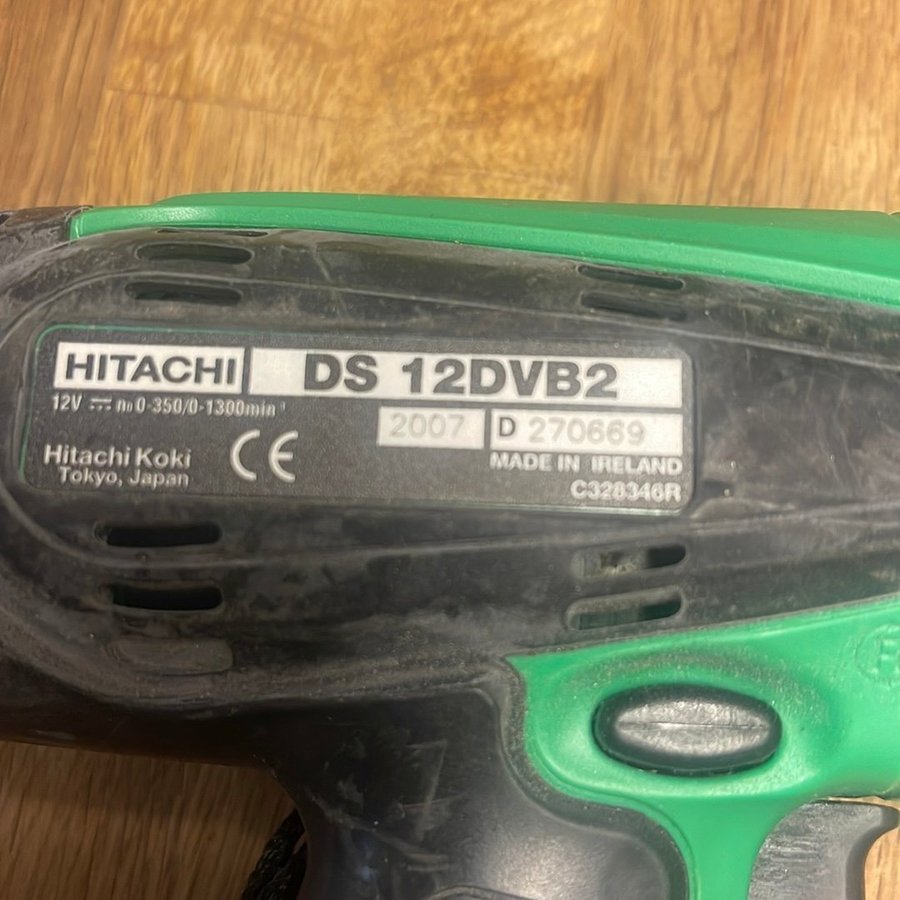 HITACHI DS 12DVB2
12V ⎓ n₀ 0-350/0-1300min⁻¹
2007 D 270669
Hitachi Koki CE MADE IN IRELAND
Tokyo, Japan C328346R